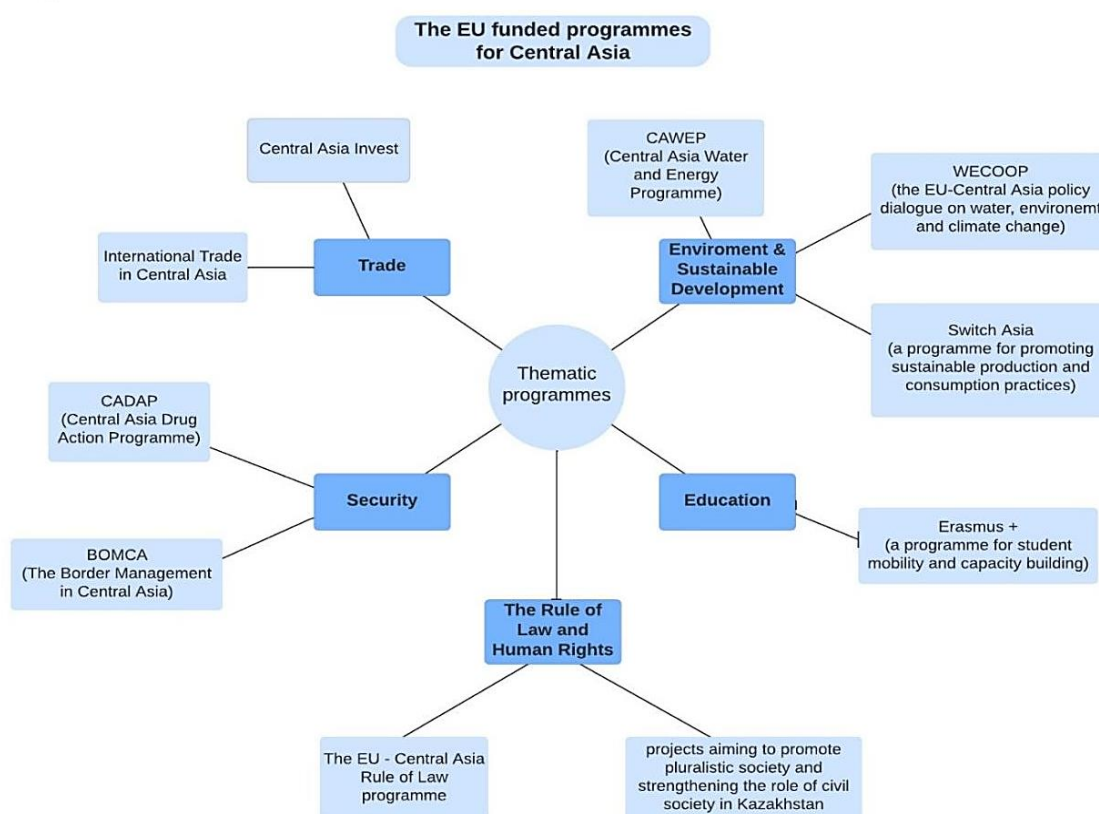 The EU funded programmes
for Central Asia
Central Asia Invest
International Trade
in Central Asia
Trade
CAWEP
(Central Asia Water
and Energy
Programme)
WECOOP
(the EU-Central Asia policy
dialogue on water, environemt
and climate change)
Enviroment &
Sustainable
Development
Switch Asia
(a programme for promoting
sustainable production and
consumption practices)
Thematic
programmes
CADAP
(Central Asia Drug
Action Programme)
Security
BOMCA
(The Border Management
in Central Asia)
Education
Erasmus +
(a programme for student
mobility and capacity building)
The Rule of
Law and
Human Rights
The EU - Central Asia
Rule of Law
programme
projects aiming to promote
pluralistic society and
strengthening the role of civil
society in Kazakhstan